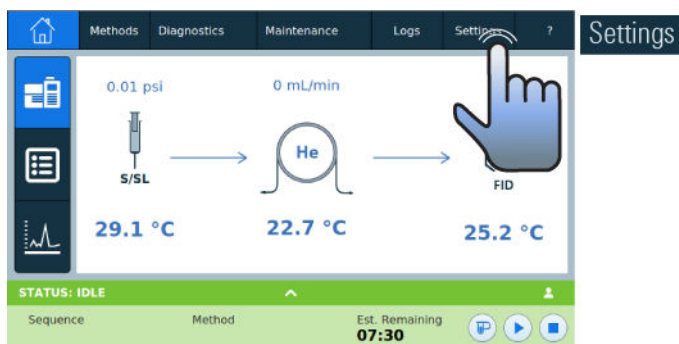 Methods Diagnostics Maintenance Logs Settings ?
Settings
0.01 psi 0 mL/min
He
S/SL
FID
29.1 °C 22.7 °C 25.2 °C
STATUS: IDLE
Sequence Method Est. Remaining
07:30